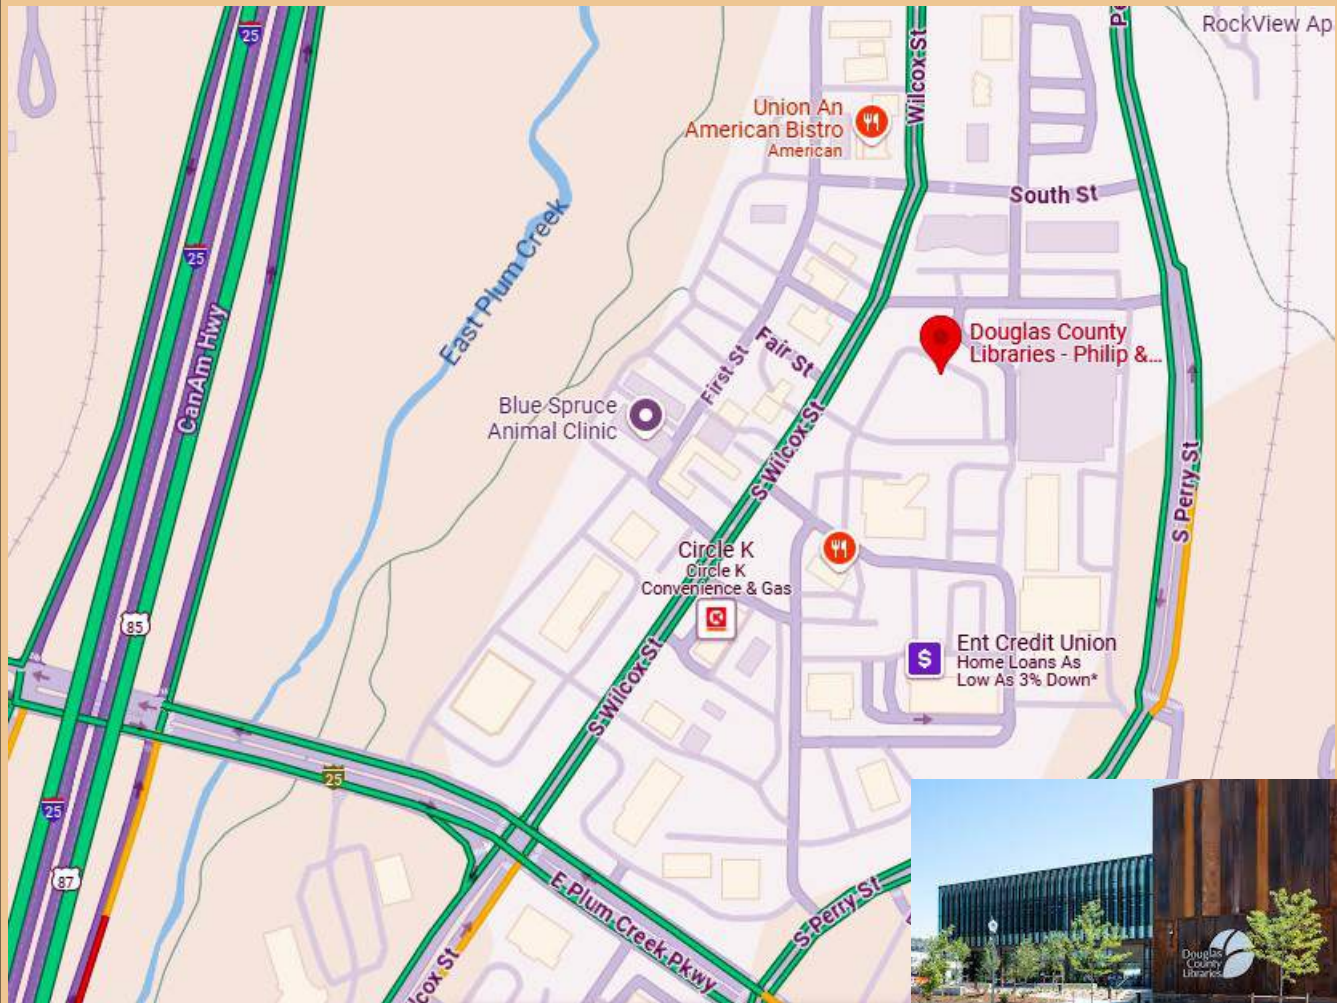 25
RockView Ap
Wilcox St
Union An
American Bistro
American
South St
25
East Plum Creek
CanAm Hwy
Douglas County
Libraries - Philip &...
Fair St
First St
Blue Spruce
Animal Clinic
S Wilcox St
S Perry St
Circle K
Circle K
Convenience & Gas
85
Ent Credit Union
Home Loans As
Low As 3% Down*
$
S Wilcox St
25
25
87
E Plum Creek Pkwy
S Perry St
lcox St
Douglas
County
Libraries